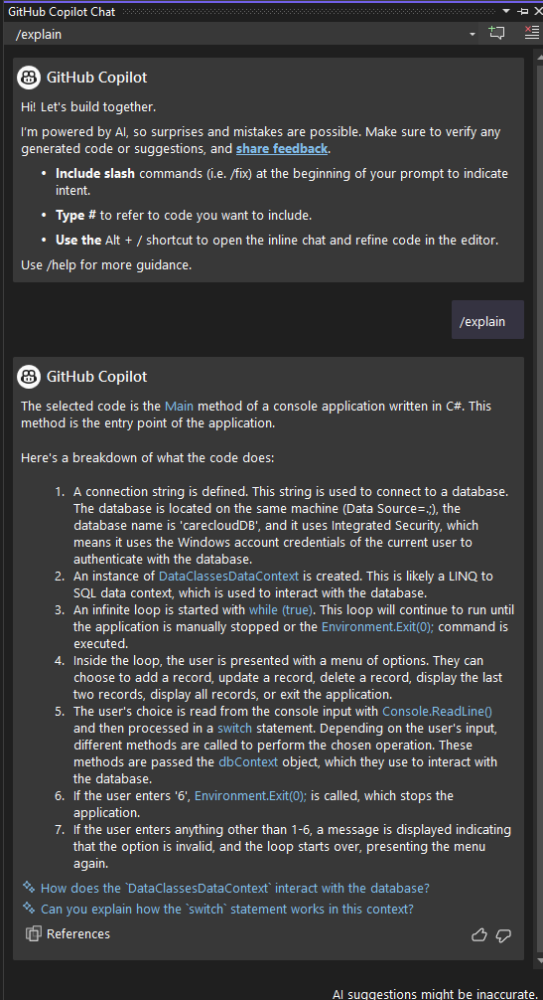 GitHub Copilot Chat
/explain
GitHub Copilot
Hi! Let's build together.
I'm powered by AI, so surprises and mistakes are possible. Make sure to verify any
generated code or suggestions, and share feedback.
• Include slash commands (i.e. /fix) at the beginning of your prompt to indicate
intent.
• Type # to refer to code you want to include.
• Use the Alt + / shortcut to open the inline chat and refine code in the editor.
Use /help for more guidance.
/explain
GitHub Copilot
The selected code is the Main method of a console application written in C#. This
method is the entry point of the application.
Here's a breakdown of what the code does:
1. A connection string is defined. This string is used to connect to a database.
The database is located on the same machine (Data Source=.;), the
database name is 'carecloudDB', and it uses Integrated Security, which
means it uses the Windows account credentials of the current user to
authenticate with the database.
2. An instance of DataClassesDataContext is created. This is likely a LINQ to
SQL data context, which is used to interact with the database.
3. An infinite loop is started with while (true). This loop will continue to run until
the application is manually stopped or the Environment.Exit(0); command is
executed.
4. Inside the loop, the user is presented with a menu of options. They can
choose to add a record, update a record, delete a record, display the last
two records, display all records, or exit the application.
5. The user's choice is read from the console input with Console.ReadLine()
and then processed in a switch statement. Depending on the user's input,
different methods are called to perform the chosen operation. These
methods are passed the dbContext object, which they use to interact with
the database.
6. If the user enters '6', Environment.Exit(0); is called, which stops the
application.
7. If the user enters anything other than 1-6, a message is displayed indicating
that the option is invalid, and the loop starts over, presenting the menu
again.
How does the `DataClassesDataContext` interact with the database?
Can you explain how the `switch` statement works in this context?
References
AI suggestions might be inaccurate.